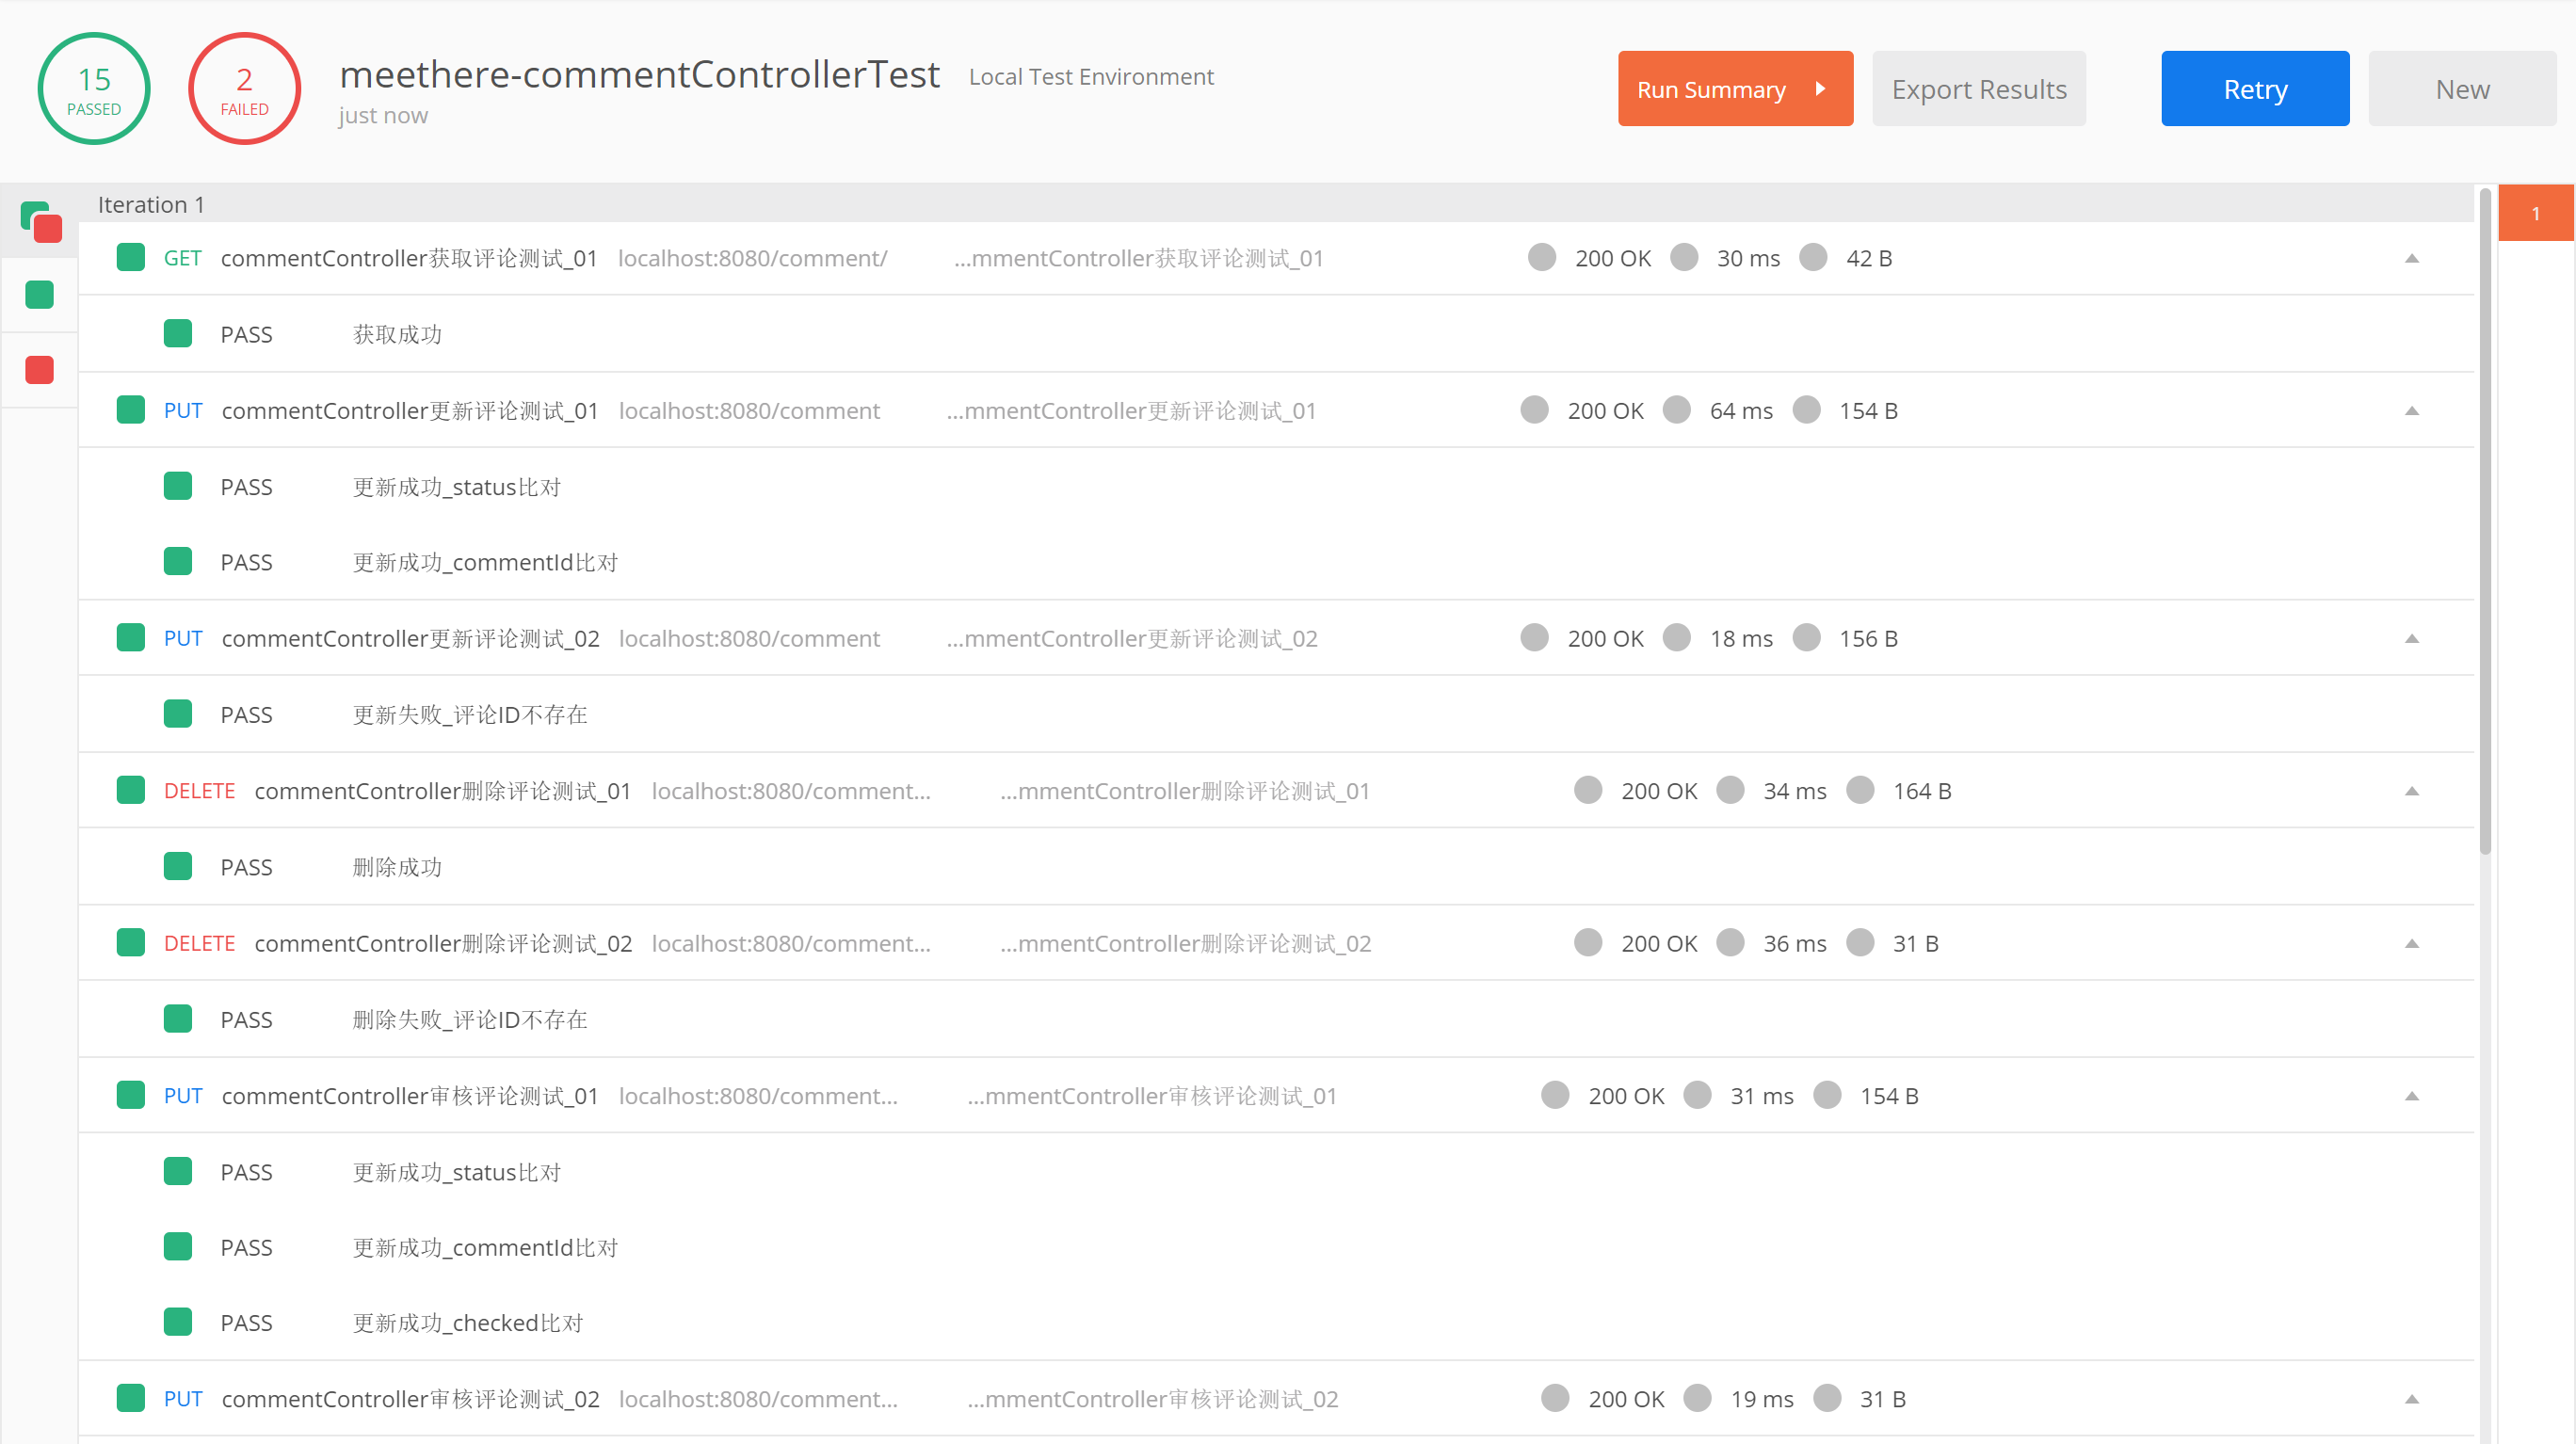 15 PASSED
2 FAILED
meethere-commentControllerTest Local Test Environment
just now
Run Summary Export Results Retry New
Iteration 1
1
GET commentController获取评论测试_01 localhost:8080/comment/ ...mmentController获取评论测试_01 200 OK 30 ms 42 B
PASS 获取成功
PUT commentController更新评论测试_01 localhost:8080/comment ...mmentController更新评论测试_01 200 OK 64 ms 154 B
PASS 更新成功_status比对
PASS 更新成功_commentId比对
PUT commentController更新评论测试_02 localhost:8080/comment ...mmentController更新评论测试_02 200 OK 18 ms 156 B
PASS 更新失败_评论ID不存在
DELETE commentController删除评论测试_01 localhost:8080/comment... ...mmentController删除评论测试_01 200 OK 34 ms 164 B
PASS 删除成功
DELETE commentController删除评论测试_02 localhost:8080/comment... ...mmentController删除评论测试_02 200 OK 36 ms 31 B
PASS 删除失败_评论ID不存在
PUT commentController审核评论测试_01 localhost:8080/comment... ...mmentController审核评论测试_01 200 OK 31 ms 154 B
PASS 更新成功_status比对
PASS 更新成功_commentId比对
PASS 更新成功_checked比对
PUT commentController审核评论测试_02 localhost:8080/comment... ...mmentController审核评论测试_02 200 OK 19 ms 31 B